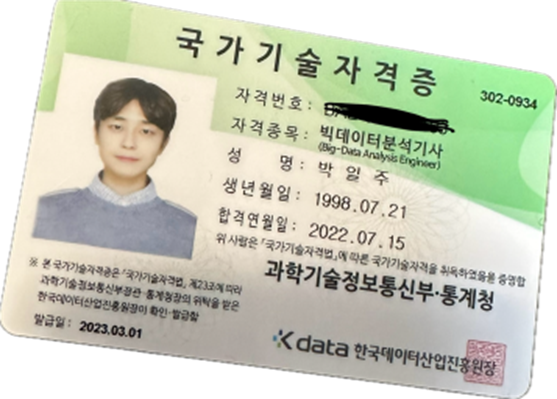 국가기술자격증
302-0934
자격번호 :
자격종목 : 빅데이터분석기사
(Big-Data Analysis Engineer)
성 명 : 박 일 주
생년월일 : 1998.07.21
합격연월일 : 2022.07.15
위 사람은 「국가기술자격법」에 따른 국가기술자격을 취득하였음을 증명함
과학기술정보통신부·통계청
※ 본 국가기술자격증은 「국가기술자격법」 제23조에 따라
과학기술정보통신부장관·통계청장의 위탁을 받은
한국데이터산업진흥원이 확인·발급함
발급일 : 2023.03.01
Kdata 한국데이터산업진흥원장